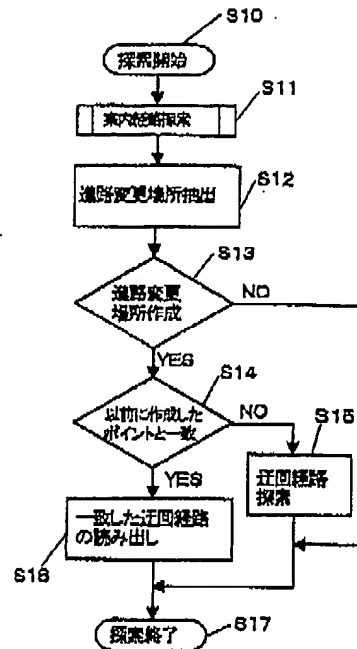 S10
探索開始
S11
案内経路探索
S12
進路変更場所抽出
S13
進路変更
場所作成
NO
YES
S14
以前に作成した
ポイントと一致
NO
S15
迂回経路
探索
YES
一致した迂回経路
の読み出し
S16
S17
探索終了